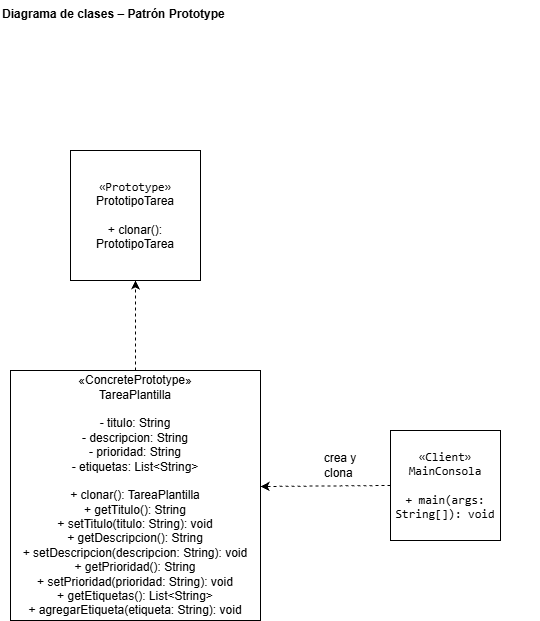 Diagrama de clases – Patrón Prototype
«Prototype»
PrototipoTarea
+ clonar():
PrototipoTarea
«ConcretePrototype»
TareaPlantilla
- titulo: String
- descripcion: String
- prioridad: String
- etiquetas: List<String>
+ clonar(): TareaPlantilla
+ getTitulo(): String
+ setTitulo(titulo: String): void
+ getDescripcion(): String
+ setDescripcion(descripcion: String): void
+ getPrioridad(): String
+ setPrioridad(prioridad: String): void
+ getEtiquetas(): List<String>
+ agregarEtiqueta(etiqueta: String): void
crea y
clona
«Client»
MainConsola
+ main(args:
String[]): void